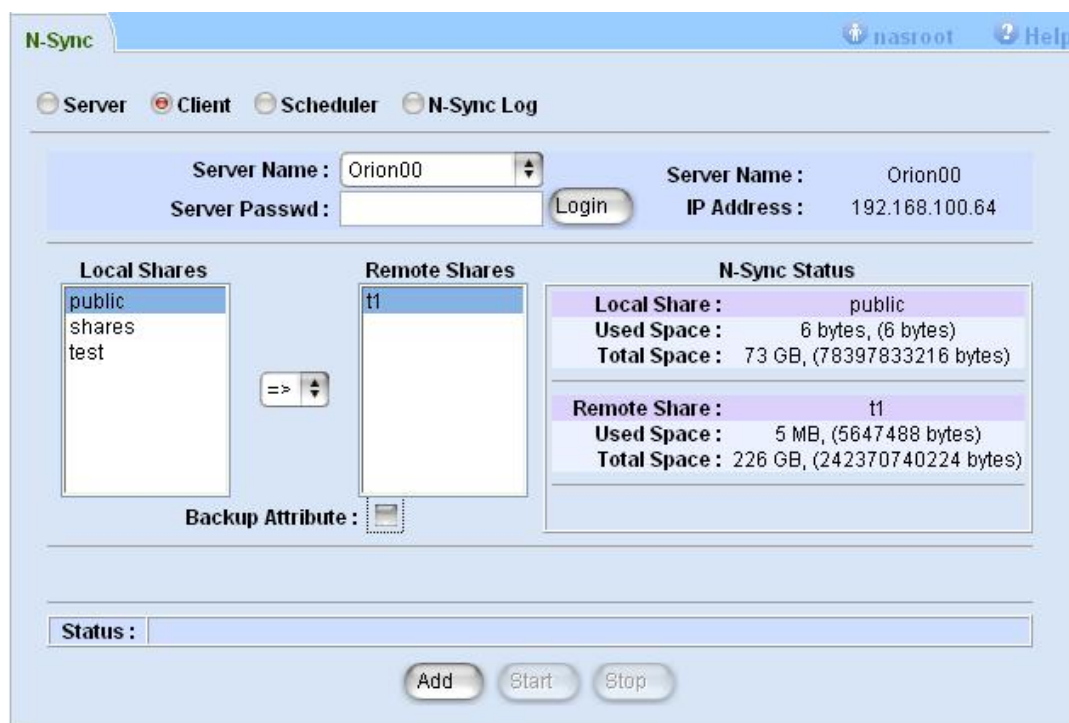 N-Sync
nasroot
Help
Server Client Scheduler N-Sync Log
Server Name : Orion00
Server Passwd :
Login
Server Name : Orion00
IP Address : 192.168.100.64
Local Shares
public
shares
test
=>
Remote Shares
t1
Backup Attribute :
N-Sync Status
Local Share : public
Used Space : 6 bytes, (6 bytes)
Total Space : 73 GB, (78397833216 bytes)
Remote Share : t1
Used Space : 5 MB, (5647488 bytes)
Total Space : 226 GB, (242370740224 bytes)
Status :
Add Start Stop